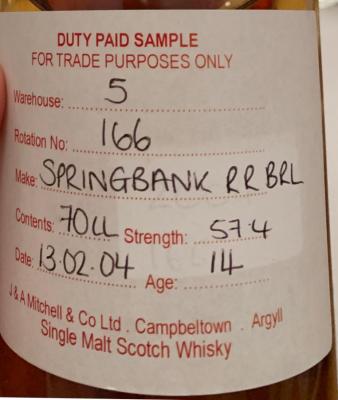 DUTY PAID SAMPLE
FOR TRADE PURPOSES ONLY
Warehouse: 5
Rotation No: 166
Make: SPRINGBANK RR BRL
Contents: 70CL Strength: 57.4
Date: 13.02.04 Age: 14
J & A Mitchell & Co Ltd . Campbeltown . Argyll
Single Malt Scotch Whisky